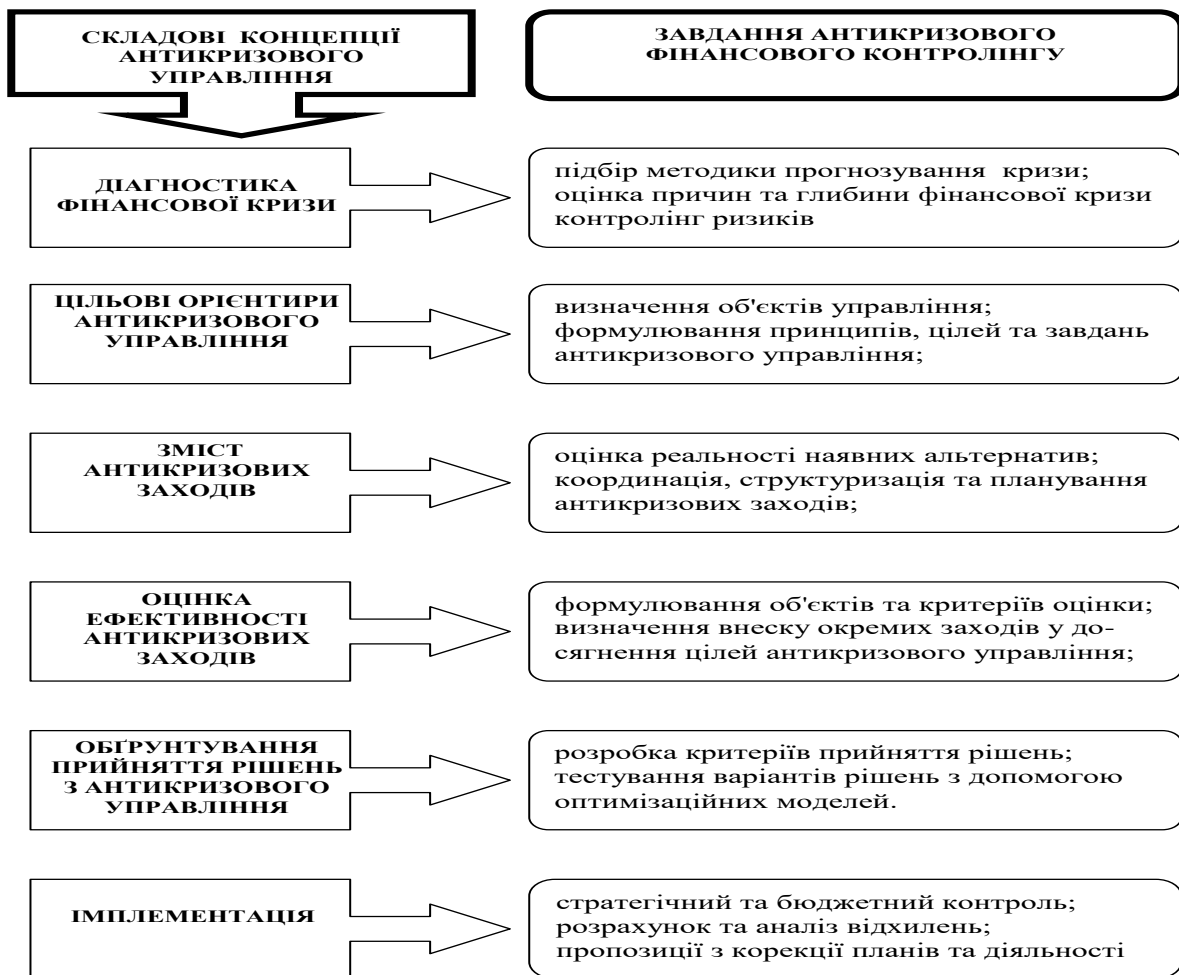 СКЛАДОВІ КОНЦЕПЦІЇ
АНТИКРИЗОВОГО
УПРАВЛІННЯ
ЗАВДАННЯ АНТИКРИЗОВОГО
ФІНАНСОВОГО КОНТРОЛІНГУ
ДІАГНОСТИКА
ФІНАНСОВОЇ КРИЗИ
підбір методики прогнозування кризи;
оцінка причин та глибини фінансової кризи
контролінг ризиків
ЦІЛЬОВІ ОРІЄНТИРИ
АНТИКРИЗОВОГО
УПРАВЛІННЯ
визначення об'єктів управління;
формулювання принципів, цілей та завдань
антикризового управління;
ЗМІСТ
АНТИКРИЗОВИХ
ЗАХОДІВ
оцінка реальності наявних альтернатив;
координація, структуризація та планування
антикризових заходів;
ОЦІНКА
ЕФЕКТИВНОСТІ
АНТИКРИЗОВИХ
ЗАХОДІВ
формулювання об'єктів та критеріїв оцінки;
визначення внеску окремих заходів у до-
сягнення цілей антикризового управління;
ОБҐРУНТУВАННЯ
ПРИЙНЯТТЯ РІШЕНЬ
З АНТИКРИЗОВОГО
УПРАВЛІННЯ
розробка критеріїв прийняття рішень;
тестування варіантів рішень з допомогою
оптимізаційних моделей.
ІМПЛЕМЕНТАЦІЯ
стратегічний та бюджетний контроль;
розрахунок та аналіз відхилень;
пропозиції з корекції планів та діяльності